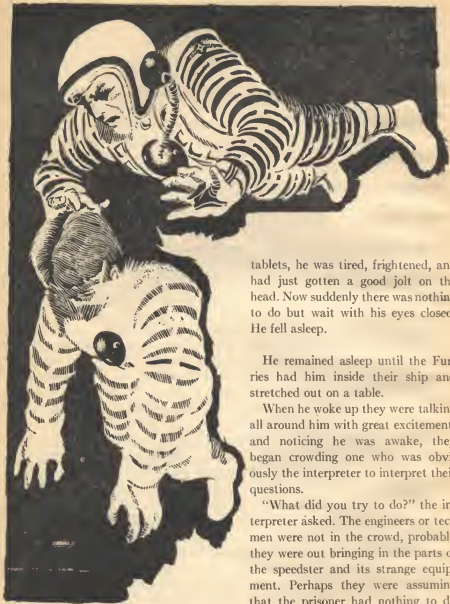 tablets, he was tired, frightened, an
had just gotten a good jolt on th
head. Now suddenly there was nothin
to do but wait with his eyes closed
He fell asleep.
He remained asleep until the Fur
ries had him inside their ship an
stretched out on a table.
When he woke up they were talkin
all around him with great excitement
and noticing he was awake, the
began crowding one who was obvi
ously the interpreter to interpret thei
questions.
"What did you try to do?" the in
terpreter asked. The engineers or tec
men were not in the crowd, probabl
they were out bringing in the parts o
the speedster and its strange equip
ment. Perhaps they were assumin
that the prisoner had nothing to d